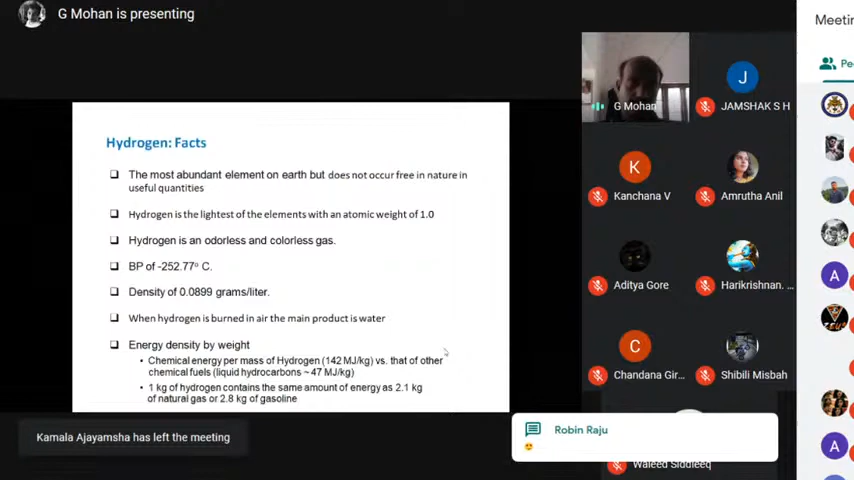 G Mohan is presenting
Meetin
Pe
Hydrogen: Facts
The most abundant element on earth but does not occur free in nature in
useful quantities
Hydrogen is the lightest of the elements with an atomic weight of 1.0
Hydrogen is an odorless and colorless gas.
BP of -252.77° C.
Density of 0.0899 grams/liter.
When hydrogen is burned in air the main product is water
Energy density by weight
• Chemical energy per mass of Hydrogen (142 MJ/kg) vs. that of other
chemical fuels (liquid hydrocarbons ~ 47 MJ/kg)
• 1 kg of hydrogen contains the same amount of energy as 2.1 kg
of natural gas or 2.8 kg of gasoline
G Mohan
J
JAMSHAK S H
K
Kanchana V
Amrutha Anil
Aditya Gore
Harikrishnan. ...
C
Chandana Gir...
Shibili Misbah
A
A
Kamala Ajayamsha has left the meeting
Robin Raju
Waleed Siddieeq